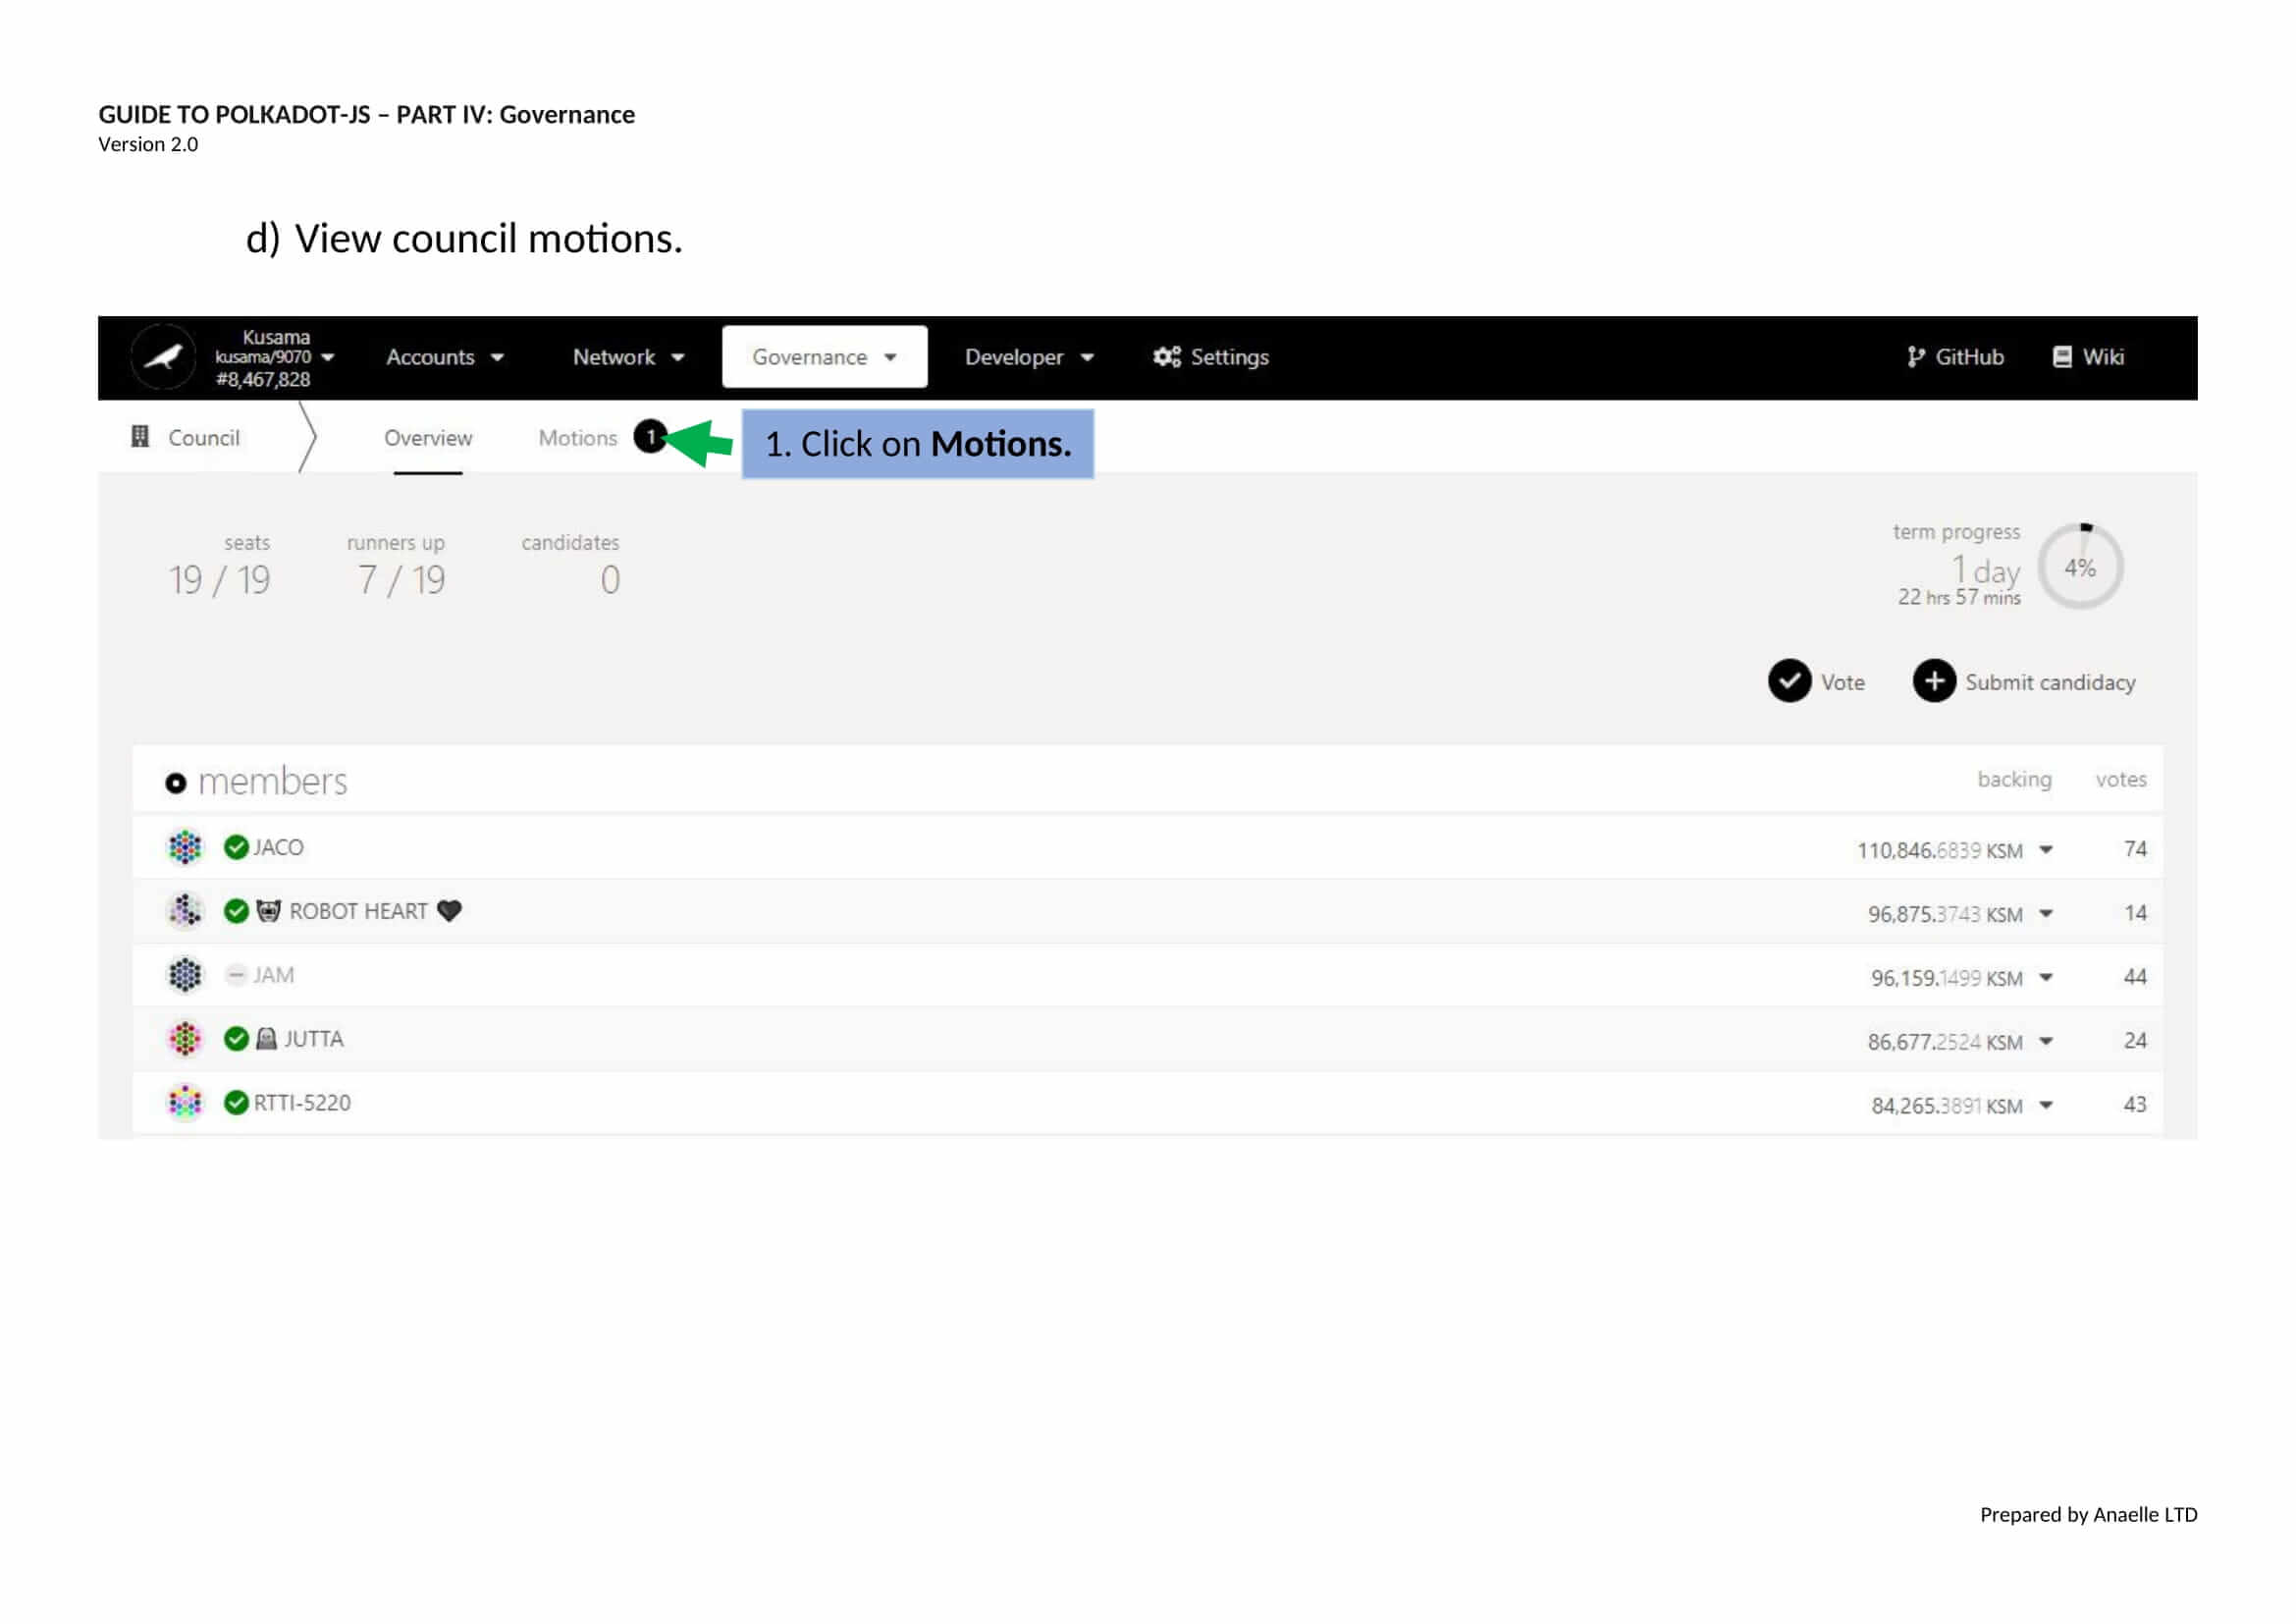 GUIDE TO POLKADOT-JS – PART IV: Governance
Version 2.0
d) View council motions.
Kusama
kusama/9070
#8,467,828
Accounts
Network
Governance
Developer
Settings
GitHub
Wiki
Council
Overview
Motions
1
1. Click on Motions.
seats
19 / 19
runners up
7 / 19
candidates
0
term progress
1 day
22 hrs 57 mins
4%
Vote
Submit candidacy
members
backing
votes
JACO
110,846.6839 KSM
74
ROBOT HEART
96,875.3743 KSM
14
JAM
96,159.1499 KSM
44
JUTTA
86,677.2524 KSM
24
RTTI-5220
84,265.3891 KSM
43
Prepared by Anaelle LTD